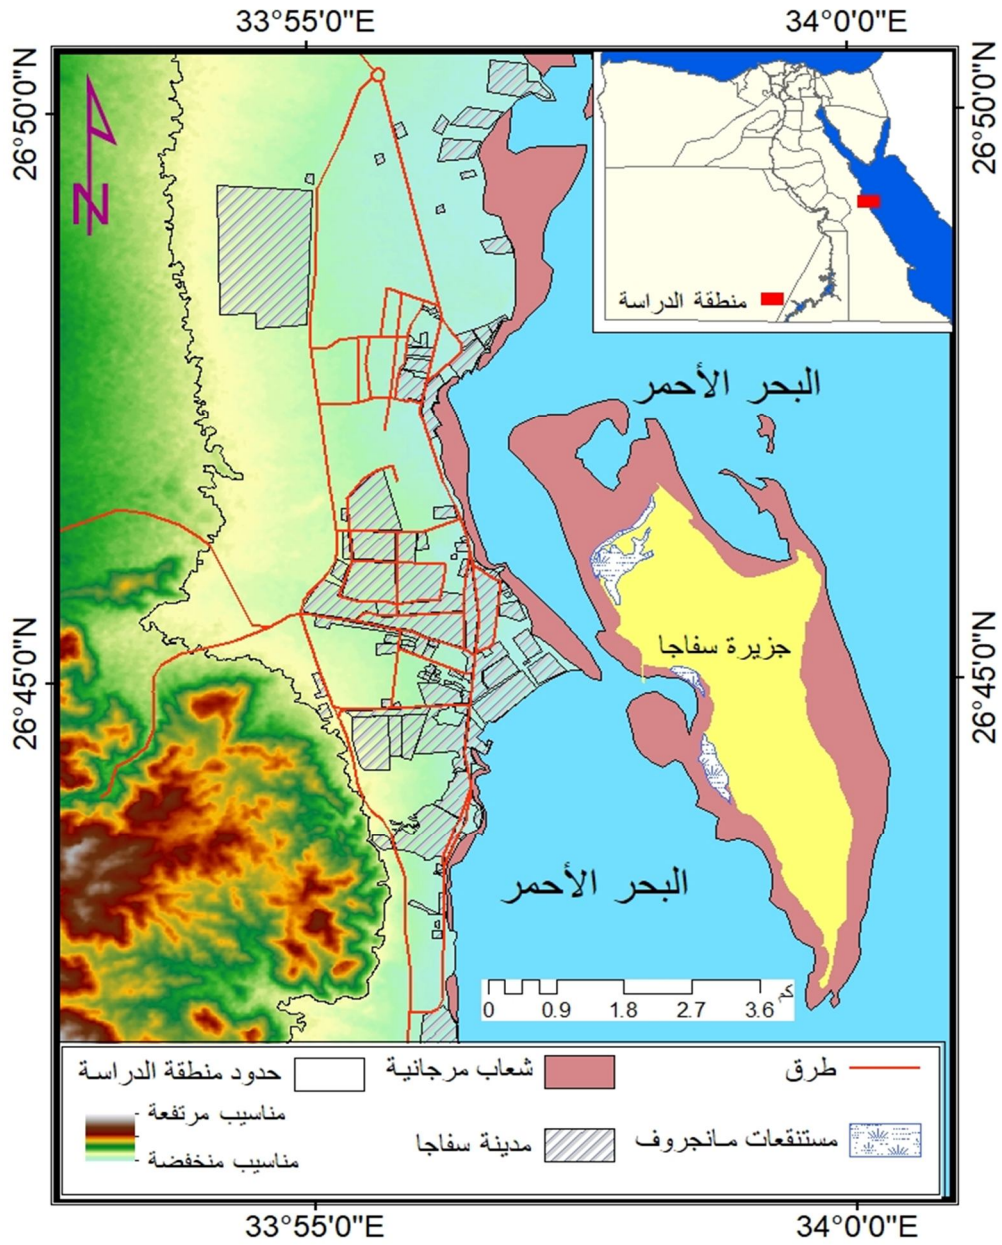 33°55'0"E
34°0'0"E
26°50'0"N
26°50'0"N
N
منطقة الدراسة
البحر الأحمر
جزيرة سفاجا
26°45'0"N
26°45'0"N
البحر الأحمر
كم
0 0.9 1.8 2.7 3.6
طرق
شعاب مرجانية
حدود منطقة الدراسة
مستنقعات مانجروف
مدينة سفاجا
مناسيب مرتفعة
مناسيب منخفضة
33°55'0"E
34°0'0"E